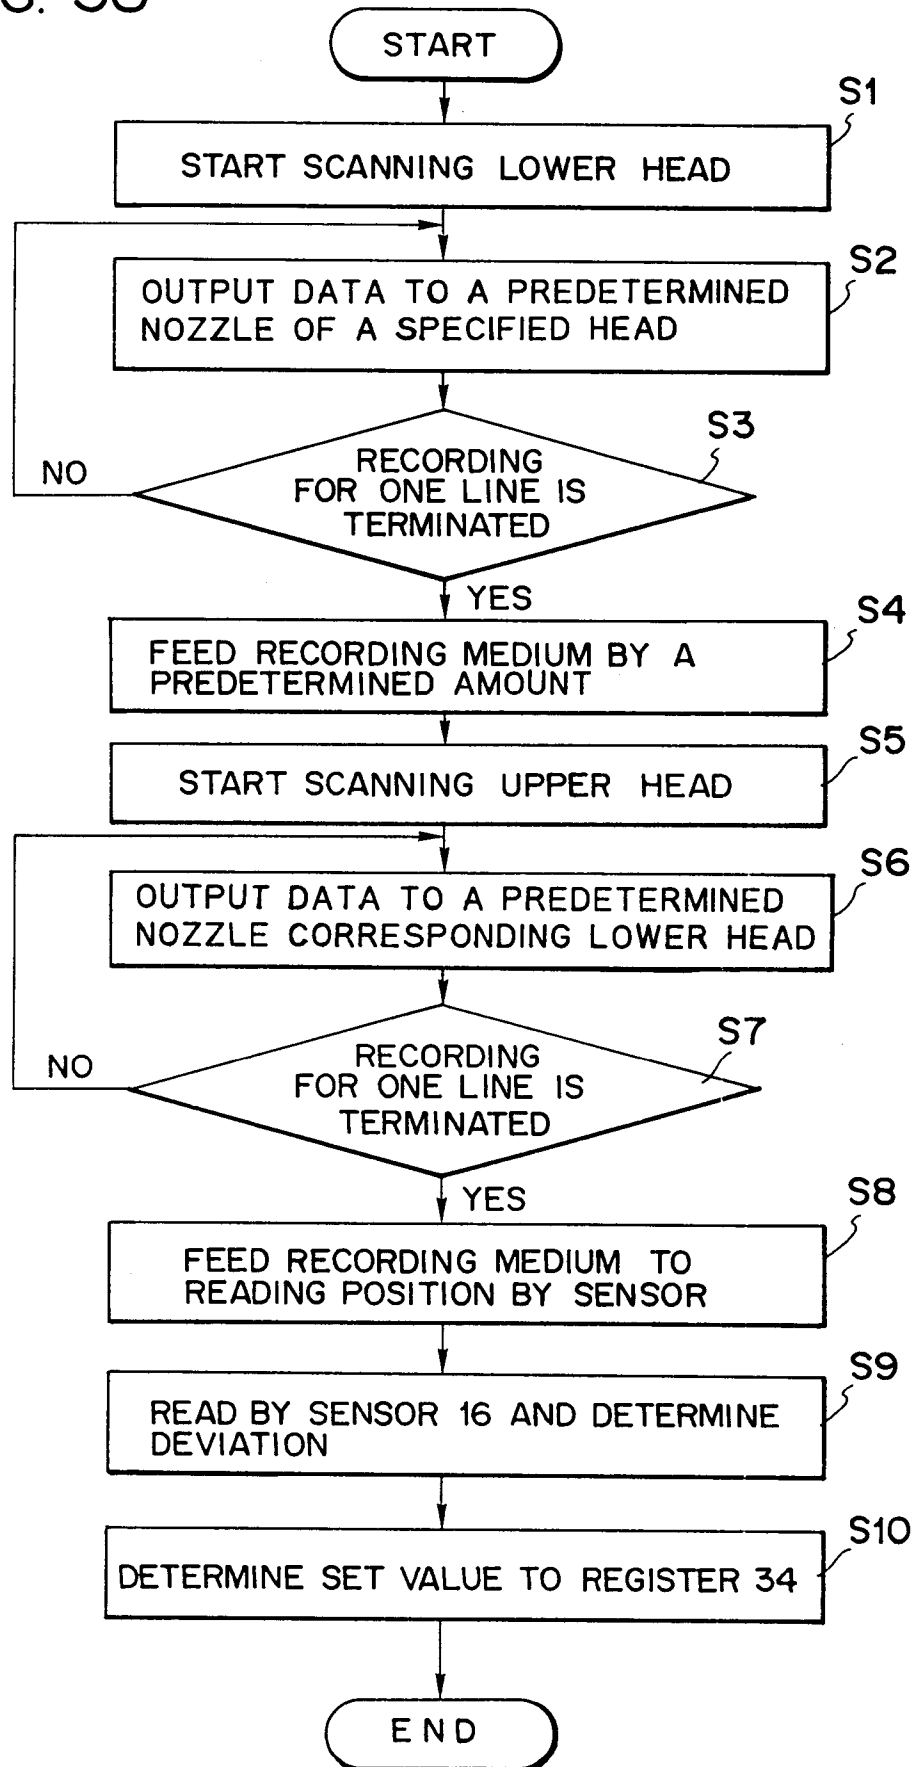 START
S1
START SCANNING LOWER HEAD
S2
OUTPUT DATA TO A PREDETERMINED
NOZZLE OF A SPECIFIED HEAD
S3
RECORDING
FOR ONE LINE IS
TERMINATED
NO
YES
S4
FEED RECORDING MEDIUM BY A
PREDETERMINED AMOUNT
S5
START SCANNING UPPER HEAD
S6
OUTPUT DATA TO A PREDETERMINED
NOZZLE CORRESPONDING LOWER HEAD
S7
RECORDING
FOR ONE LINE IS
TERMINATED
NO
YES
S8
FEED RECORDING MEDIUM TO
READING POSITION BY SENSOR
S9
READ BY SENSOR 16 AND DETERMINE
DEVIATION
S10
DETERMINE SET VALUE TO REGISTER 34
END